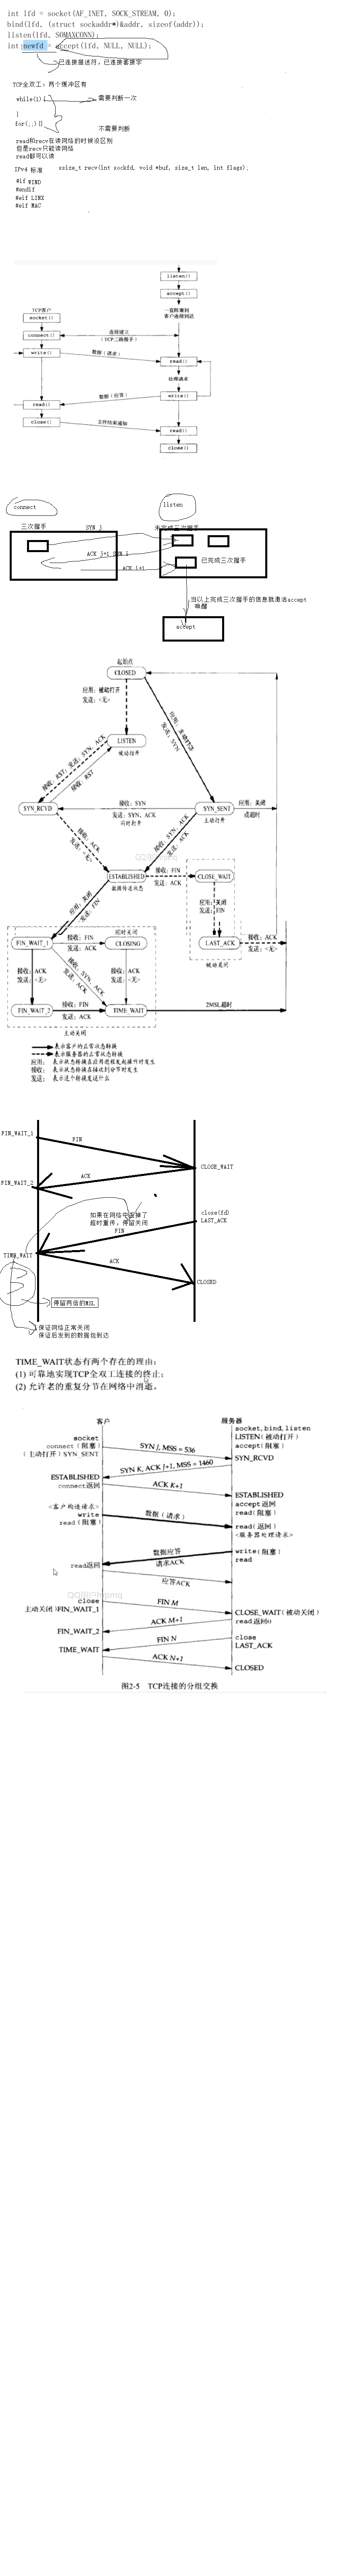 int lfd = socket(AF_INET, SOCK_STREAM, 0);
bind(lfd, (struct sockaddr*)&addr, sizeof(addr));
listen(lfd, SOMAXCONN);
int newfd = accept(lfd, NULL, NULL);
已连接描述符，已连接套接字
TCP全双工：两个缓冲区有
while(1){
需要判断一次
}
for(;;){}
不需要判断
read和recv在读网络的时候没区别
但是recv只能读网络
read都可以读
IPv4 标准
ssize_t recv(int sockfd, void *buf, size_t len, int flags);
#if WIND
#endif
#elf LINX
#elf MAC
listen()
accept()
一直阻塞到
客户连接到达
TCP客户
socket()
connect()
连接建立
(TCP三路握手)
write()
数据（请求）
read()
处理请求
write()
数据（应答）
read()
close()
文件结束通知
read()
close()
connect
listen
三次握手
SYN j
未完成三次握手
ACK j+1 SYN i
已完成三次握手
ACK i+1
当以上完成三次握手的信息就激活accept
唤醒
accept
起始点
CLOSED
应用：被动打开
发送：<无>
应用：主动打开
发送：SYN
LISTEN
被动打开
接收：SYN
发送：SYN, ACK
接收：RST
SYN_RCVD
接收：SYN
发送：SYN, ACK
同时打开
SYN_SENT
主动打开
应用：关闭
或超时
接收：ACK
发送：<无>
接收：SYN, ACK
发送：ACK
ESTABLISHED
数据传送状态
接收：FIN
发送：ACK
CLOSE_WAIT
应用：关闭
发送：FIN
应用：关闭
发送：FIN
LAST_ACK
接收：ACK
发送：<无>
被动关闭
FIN_WAIT_1
接收：FIN
发送：ACK
同时关闭
CLOSING
接收：ACK
发送：<无>
接收：ACK
发送：<无>
FIN_WAIT_2
接收：FIN
发送：ACK
TIME_WAIT
2MSL超时
主动关闭
表示客户的正常状态转换
表示服务器的正常状态转换
应用： 表示状态转换在应用进程发起操作时发生
接收： 表示状态转换在接收到分节时发生
发送： 表示这个转换发送什么
FIN_WAIT_1
FIN
CLOSE_WAIT
ACK
FIN_WAIT_2
close(fd)
LAST_ACK
超时重传，停留关闭
FIN
TIME_WAIT
ACK
CLOSED
停留两倍的MSL
保证网络正常关闭
保证后发到的数据包到达
TIME_WAIT状态有两个存在的理由：
(1) 可靠地实现TCP全双工连接的终止；
(2) 允许老的重复分节在网络中消逝。
客户
服务器
socket
connect（阻塞）
（主动打开）SYN_SENT
socket, bind, listen
LISTEN（被动打开）
accept（阻塞）
SYN J, MSS = 536
SYN_RCVD
SYN K, ACK J+1, MSS = 1460
ESTABLISHED
connect返回
ACK K+1
ESTABLISHED
accept返回
read（阻塞）
<客户构造请求>
write
read（阻塞）
数据（请求）
read（返回）
<服务器处理请求>
write
read（阻塞）
数据应答
请求ACK
read返回
应答ACK
close
（主动关闭）FIN_WAIT_1
FIN M
CLOSE_WAIT（被动关闭）
read返回0
ACK M+1
FIN_WAIT_2
close
LAST_ACK
FIN N
TIME_WAIT
ACK N+1
CLOSED
图2-5 TCP连接的分组交换